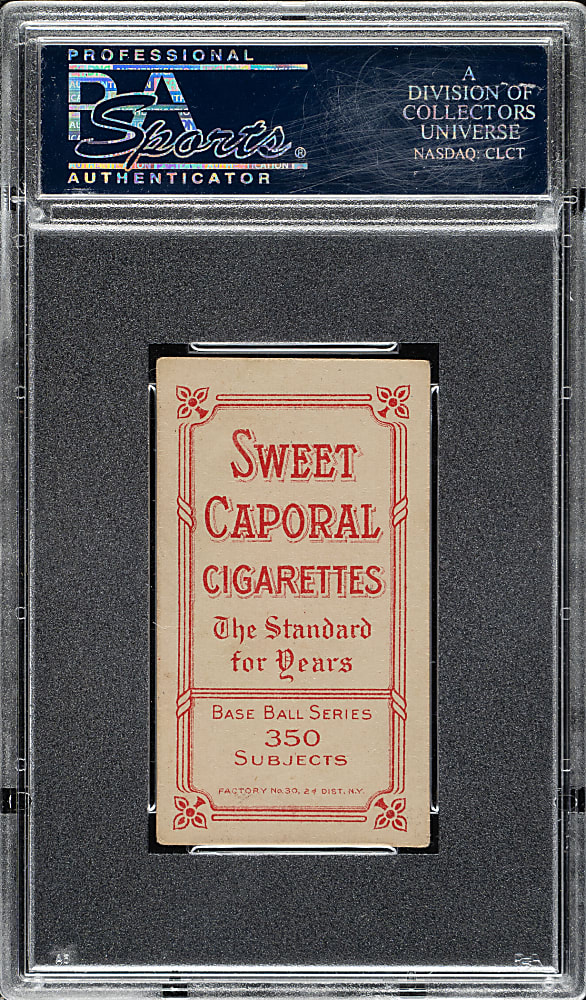 PROFESSIONAL
PSA
Sports®
AUTHENTICATOR
A
DIVISION OF
COLLECTORS
UNIVERSE
NASDAQ: CLCT
SWEET
CAPORAL
CIGARETTES
The Standard
for Years
BASE BALL SERIES
350
SUBJECTS
FACTORY No. 30, 2d DIST. N.Y.
PSA